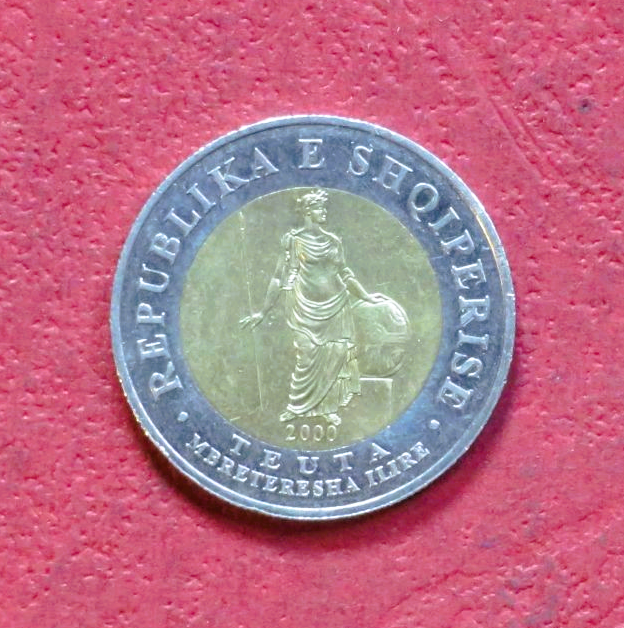 REPUBLIKA E SHQIPERISE
2000
TEUTA
MBRETERESHA ILIRE